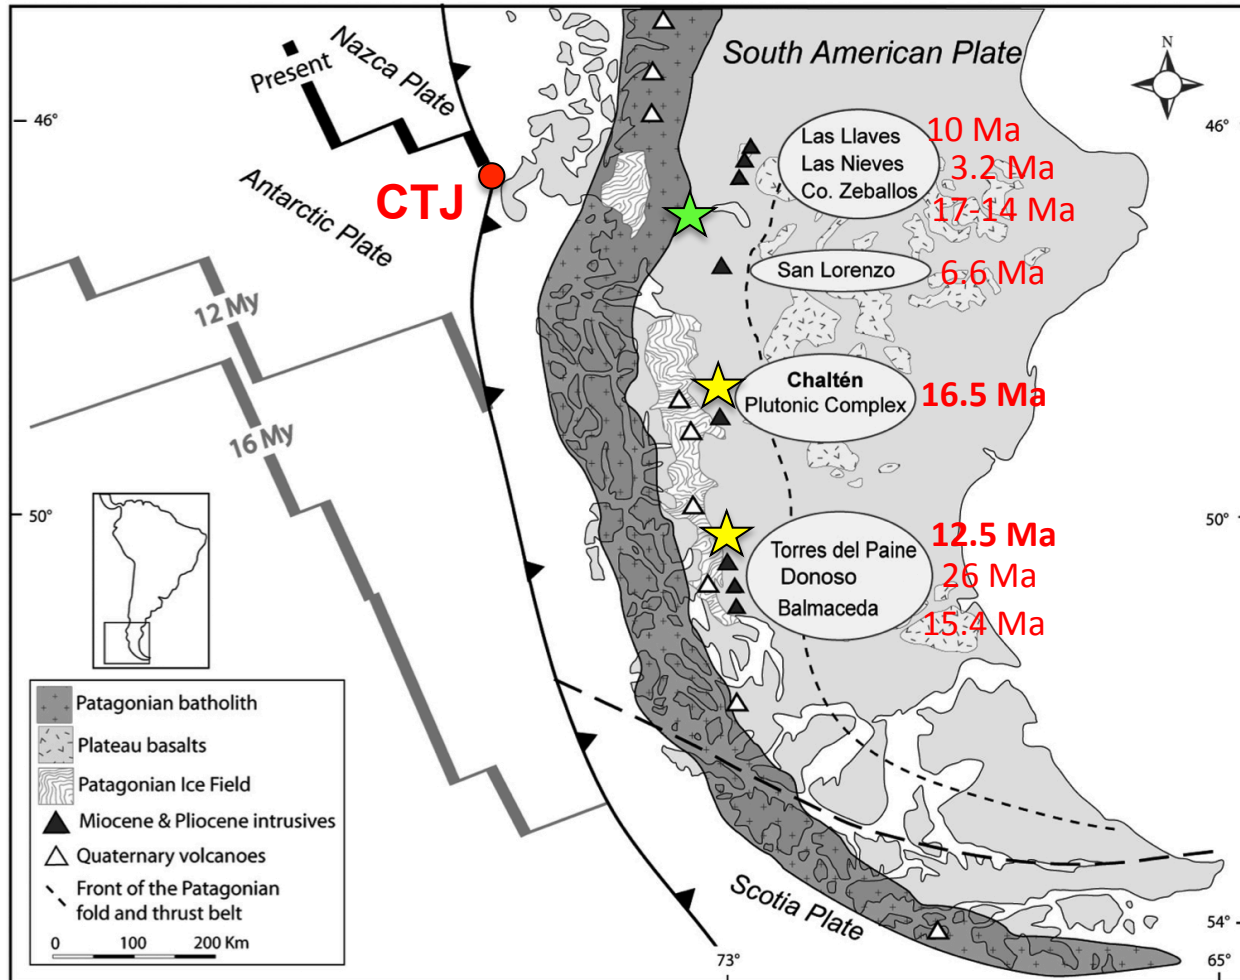 South American Plate
N
Nazca Plate
Present
46°
46°
Las Llaves
10 Ma
Las Nieves
3.2 Ma
Co. Zeballos
17-14 Ma
CTJ
Antarctic Plate
San Lorenzo
6.6 Ma
12 My
Chaltén
Plutonic Complex
16.5 Ma
16 My
50°
50°
Torres del Paine
12.5 Ma
Donoso
26 Ma
Balmaceda
15.4 Ma
Patagonian batholith
Plateau basalts
Patagonian Ice Field
Miocene & Pliocene intrusives
Quaternary volcanoes
Front of the Patagonian
fold and thrust belt
0 100 200 Km
Scotia Plate
54°
73°
65°